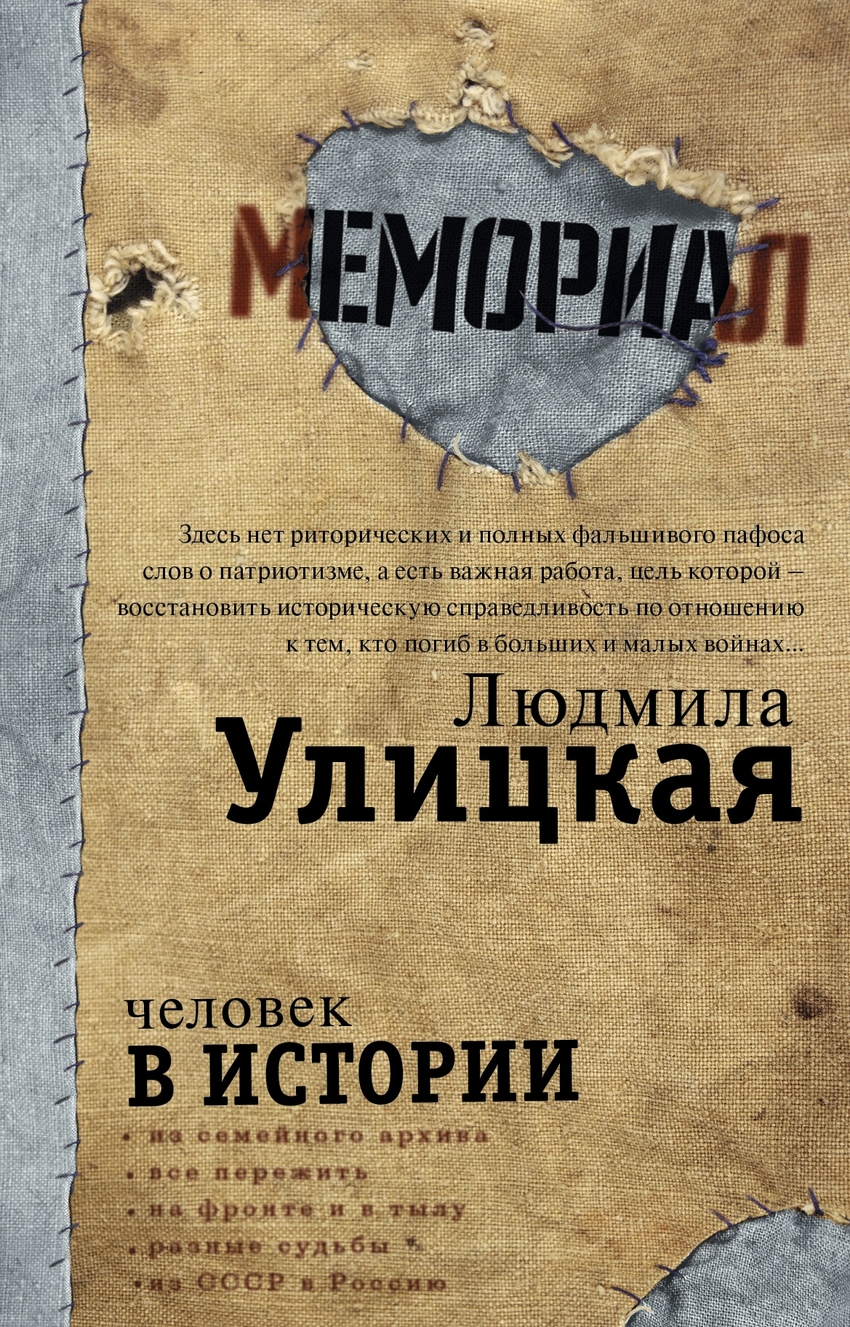 МЕМОРИАЛ
Здесь нет риторических и полных фальшивого пафоса
слов о патриотизме, а есть важная работа, цель которой –
восстановить историческую справедливость по отношению
к тем, кто погиб в больших и малых войнах...
Людмила
Улицкая
человек
В ИСТОРИИ
• из семейного архива
• все пережить
• на фронте и в тылу
• разные судьбы
• из СССР в Россию